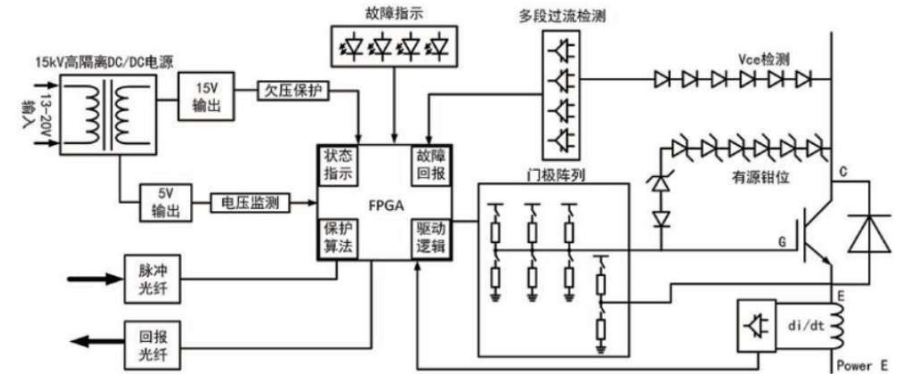 故障指示
多段过流检测
15kV高隔离DC/DC电源
Vce检测
13-20V
输入
15V
输出
欠压保护
有源钳位
状态
指示
故障
回报
FPGA
保护
算法
驱动
逻辑
门极阵列
C
5V
输出
电压监测
G
脉冲
光纤
E
di/dt
回报
光纤
Power E